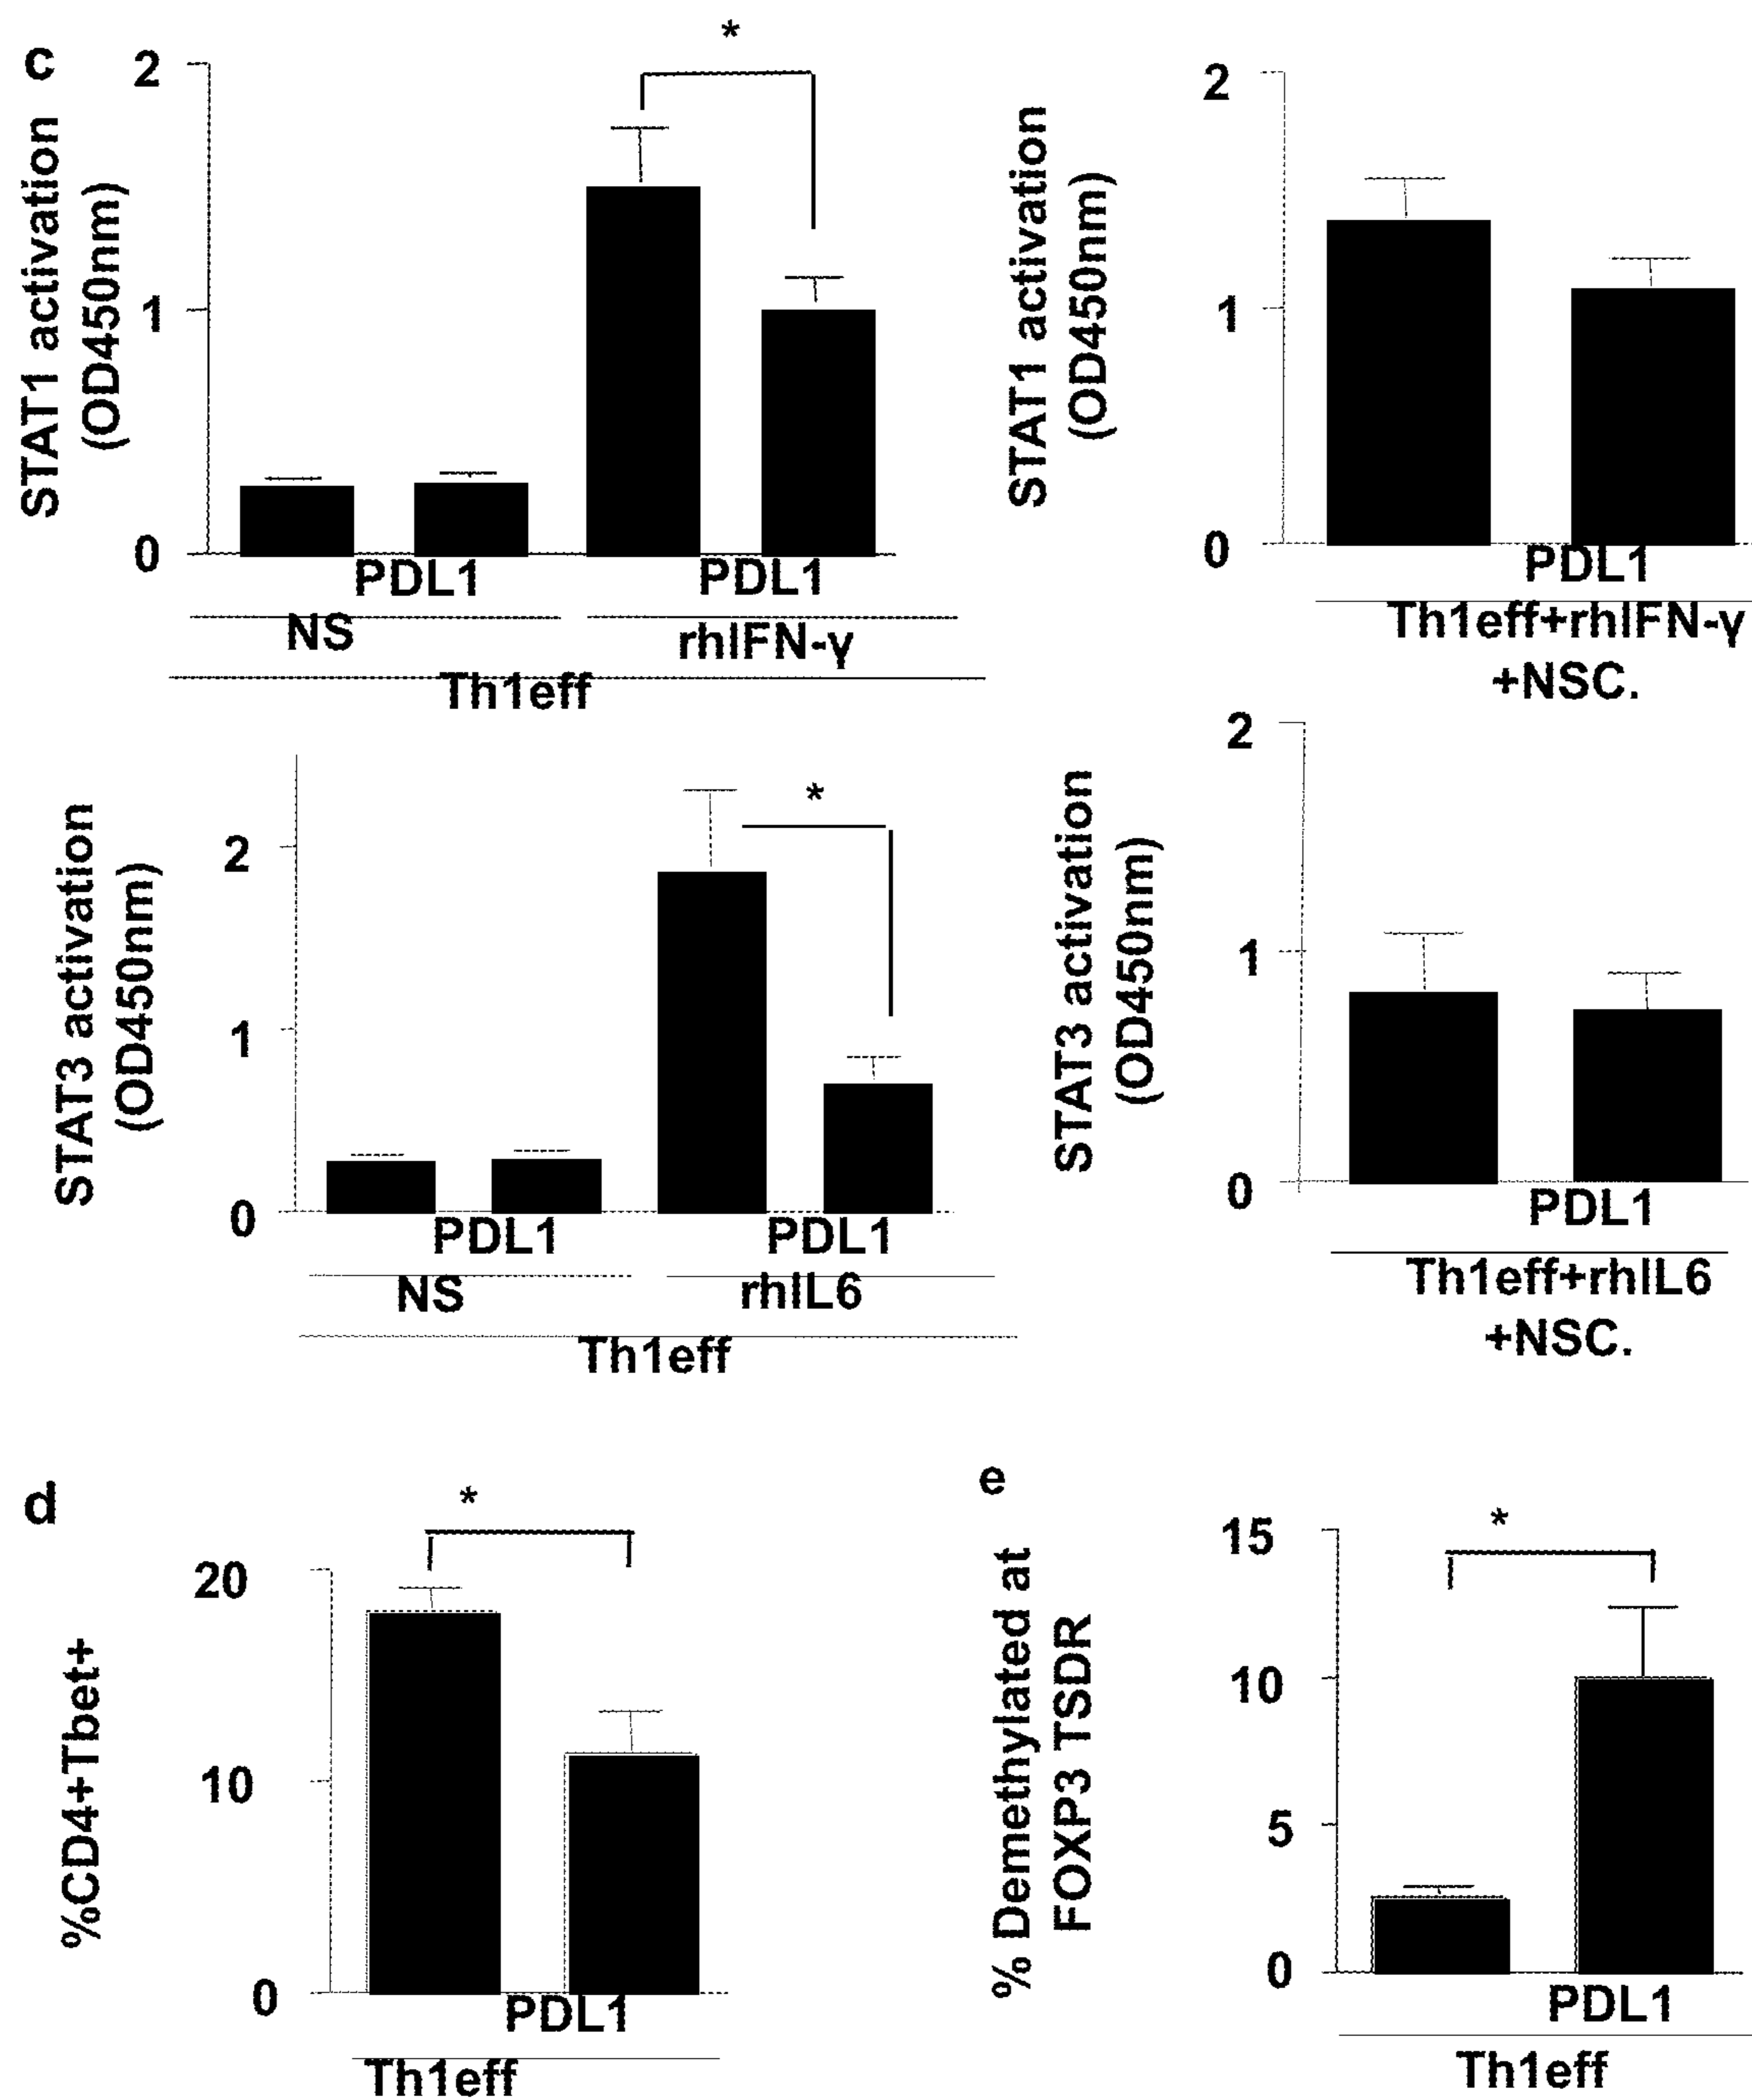 c
STAT1 activation
(OD450nm)
2
1
0
*
PDL1
PDL1
NS
rhIFN-γ
Th1eff
STAT1 activation
(OD450nm)
2
1
0
PDL1
Th1eff+rhIFN-γ
+NSC.
STAT3 activation
(OD450nm)
2
1
0
*
PDL1
PDL1
NS
rhIL6
Th1eff
STAT3 activation
(OD450nm)
2
1
0
PDL1
Th1eff+rhIL6
+NSC.
d
%CD4+Tbet+
20
10
0
*
PDL1
Th1eff
e
% Demethylated at
FOXP3 TSDR
15
10
5
0
*
PDL1
Th1eff